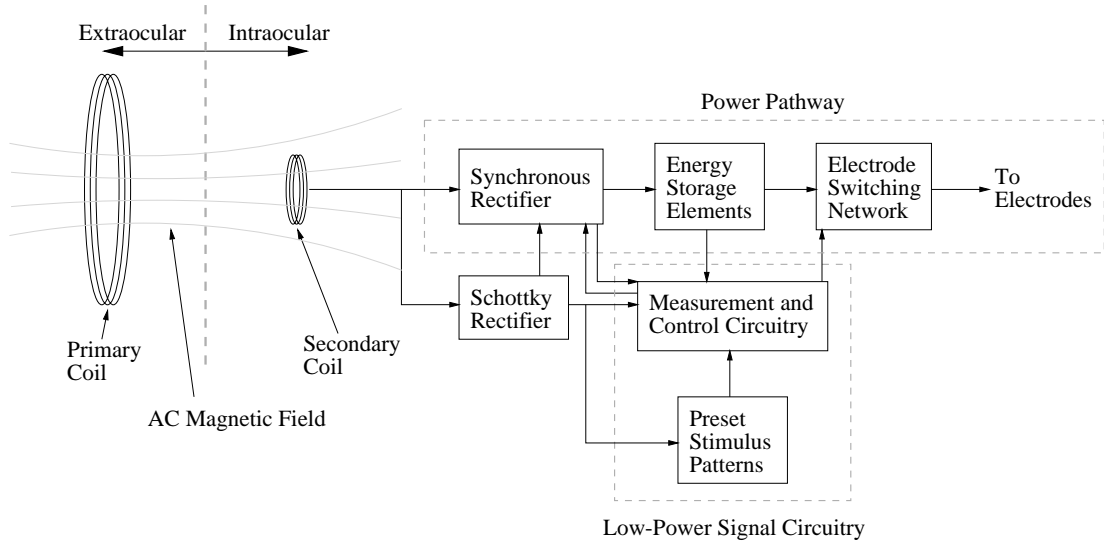 Extraocular
Intraocular
Power Pathway
Synchronous
Rectifier
Energy
Storage
Elements
Electrode
Switching
Network
To
Electrodes
Schottky
Rectifier
Measurement and
Control Circuitry
Primary
Coil
Secondary
Coil
AC Magnetic Field
Preset
Stimulus
Patterns
Low-Power Signal Circuitry